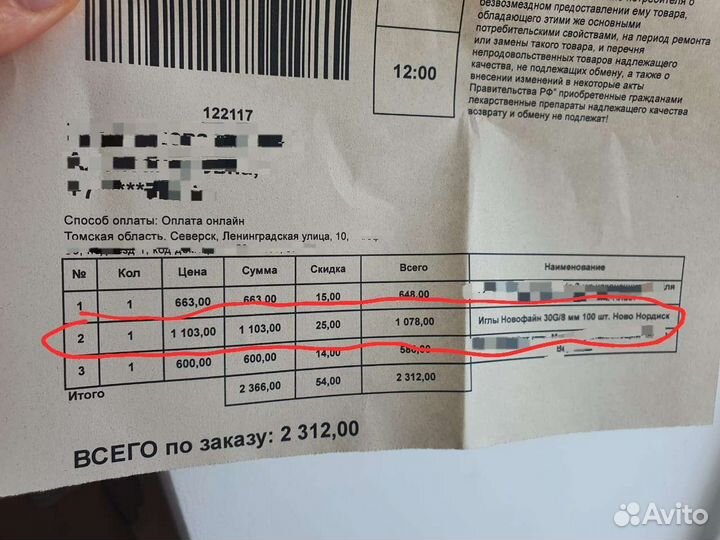 безвозмездном предоставлении ему товара,
обладающего этими же основными
потребительскими свойствами, на период ремонта
или замены такого товара, и перечня
непродовольственных товаров надлежащего
качества, не подлежащих обмену, а также о
внесении изменений в некоторые акты
Правительства РФ" приобретенные гражданами
лекарственные препараты надлежащего качества
возврату и обмену не подлежат!
12:00
122117
Способ оплаты: Оплата онлайн
Томская область. Северск, Ленинградская улица, 10,
№ Кол Цена Сумма Скидка Всего Наименование
1 1 663,00 663,00 15,00 648,00
2 1 1 103,00 1 103,00 25,00 1 078,00 Иглы Новофайн 30G/8 мм 100 шт. Ново Нордиск
3 1 600,00 600,00 14,00 586,00
Итого 2 366,00 54,00 2 312,00
ВСЕГО по заказу: 2 312,00
Avito